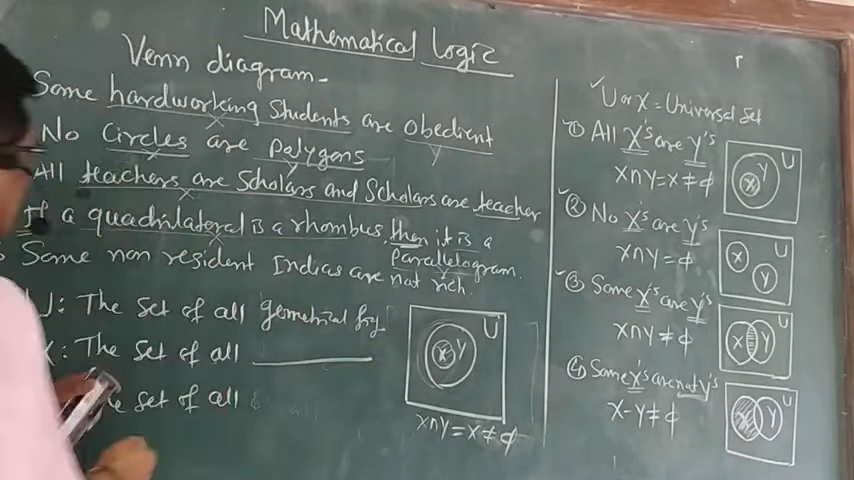 Mathematical Logic
Venn diagram-
Some hardworking Students are obedient
X Y
No Circles are Polygons
X Y
All teachers are Scholars and Scholars are teacher
X
If a quadrilateral is a rhombus, then it is a
X
parallelogram.
Y
Some non resident Indias are not rich.
U: The set of all gemetrical fig
X: The set of all
The set of all
X Y U
X∩Y=X≠ϕ
U or X = Universal set
① All X's are Y's
X∩Y=X≠ϕ
X Y U
② No X's are Y's
X∩Y=ϕ
X Y U
③ Some X's are Y's
X∩Y≠ϕ
X Y U
④ Some X's are not Y's
X-Y≠ϕ
X Y U